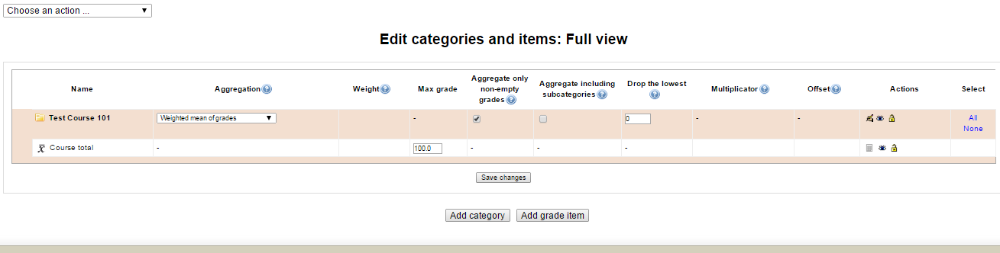 Choose an action ...
Edit categories and items: Full view
Name Aggregation Weight Max grade Aggregate only non-empty grades Aggregate including subcategories Drop the lowest Multiplicator Offset Actions Select
Test Course 101 Weighted mean of grades - 0 - - All
None
Course total - 100.0 - - -
Save changes
Add category Add grade item